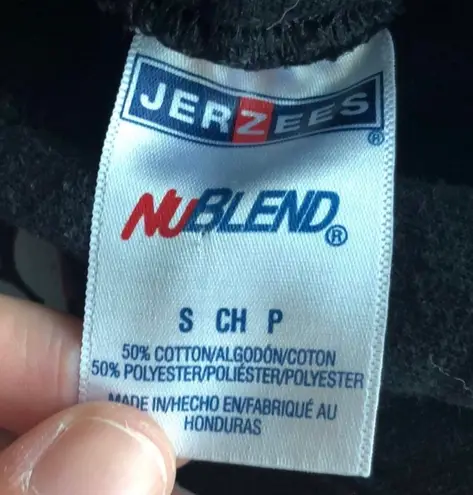 JERZEES®
NUBLEND®
S CH P
50% COTTON/ALGODÓN/COTON
50% POLYESTER/POLIÉSTER/POLYESTER
MADE IN/HECHO EN/FABRIQUÉ AU
HONDURAS